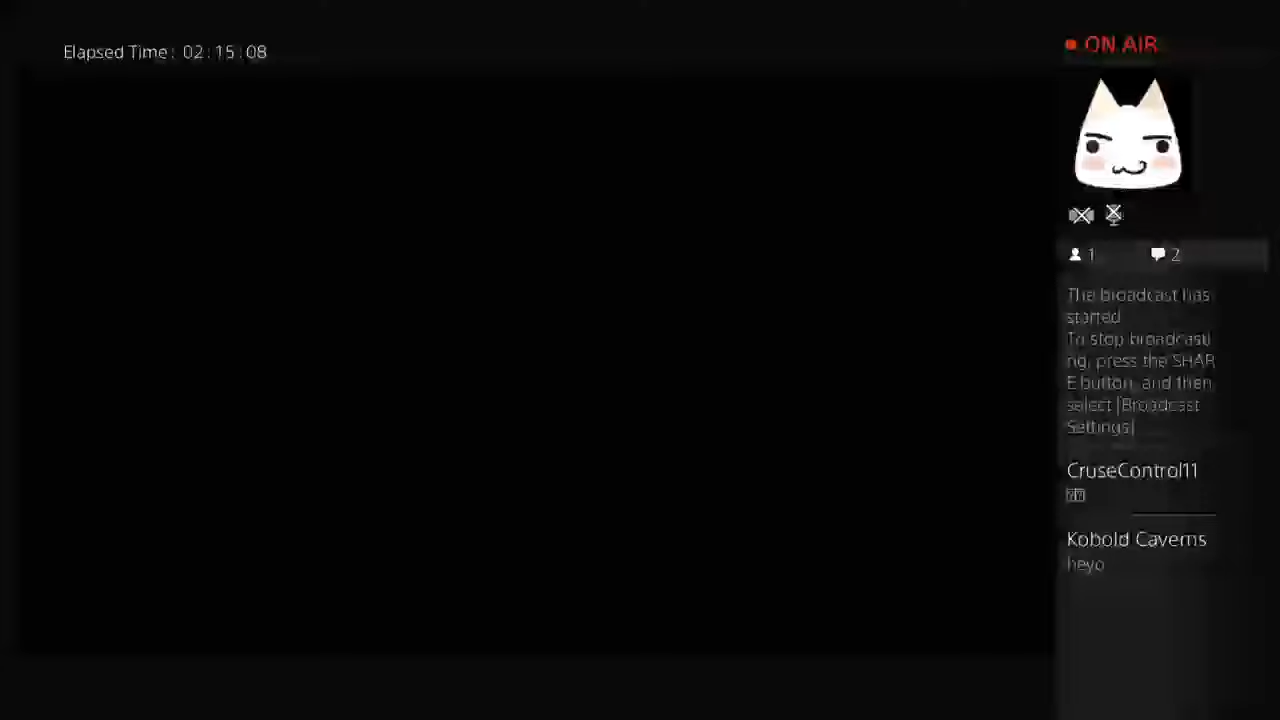 Elapsed Time: 02:15:08
ON AIR
1
2
The broadcast has
started
To stop broadcasti
ng, press the SHAR
E button, and then
select [Broadcast
Settings]
CruseControl11
Kobold Caverns
heyo